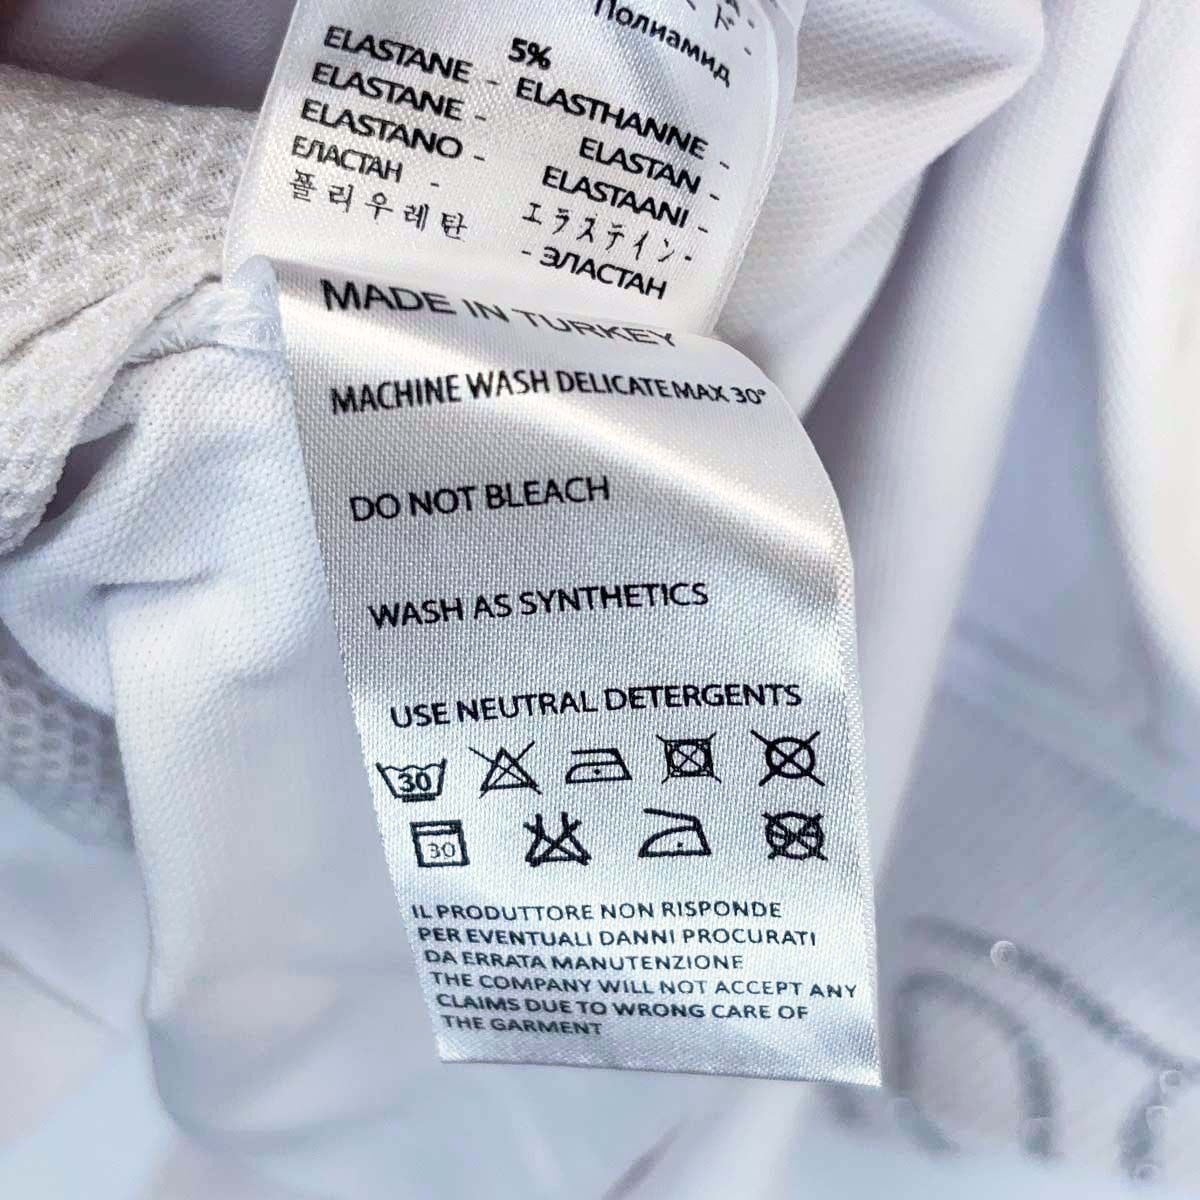 Полиамид
5%
ELASTANE - ELASTHANNE -
ELASTANE - ELASTAN -
ELASTANO - ELASTAANI -
ЕЛАСТАН - エラステイン -
폴리우레탄 - ЭЛАСТАН
MADE IN TURKEY
MACHINE WASH DELICATE MAX 30°
DO NOT BLEACH
WASH AS SYNTHETICS
USE NEUTRAL DETERGENTS
30
30
IL PRODUTTORE NON RISPONDE
PER EVENTUALI DANNI PROCURATI
DA ERRATA MANUTENZIONE
THE COMPANY WILL NOT ACCEPT ANY
CLAIMS DUE TO WRONG CARE OF
THE GARMENT